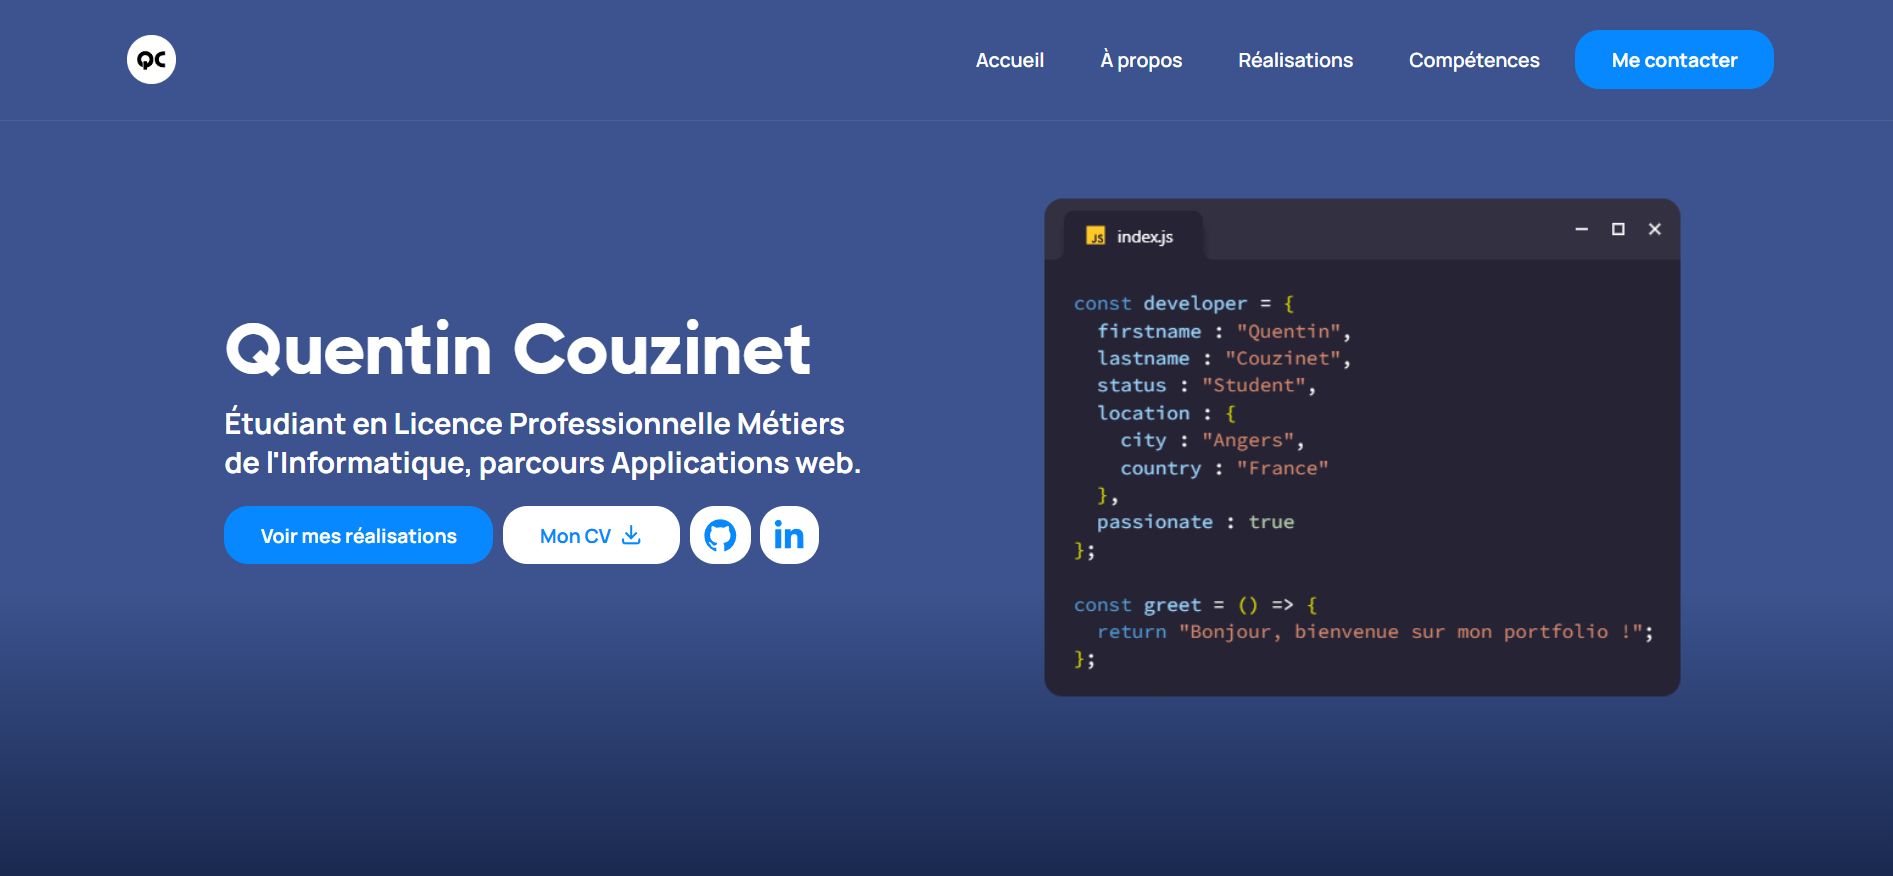 QC
Accueil
À propos
Réalisations
Compétences
Me contacter
Quentin Couzinet
Étudiant en Licence Professionnelle Métiers
de l'Informatique, parcours Applications web.
Voir mes réalisations
Mon CV
in
JS index.js
const developer = {
  firstname : "Quentin",
  lastname : "Couzinet",
  status : "Student",
  location : {
    city : "Angers",
    country : "France"
  },
  passionate : true
};
const greet = () => {
  return "Bonjour, bienvenue sur mon portfolio !";
};